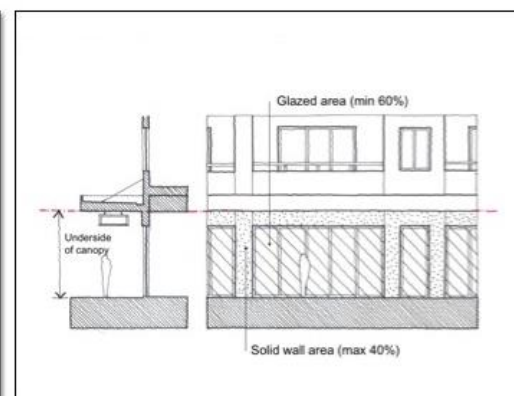 Glazed area (min 60%)
Underside
of canopy
Solid wall area (max 40%)